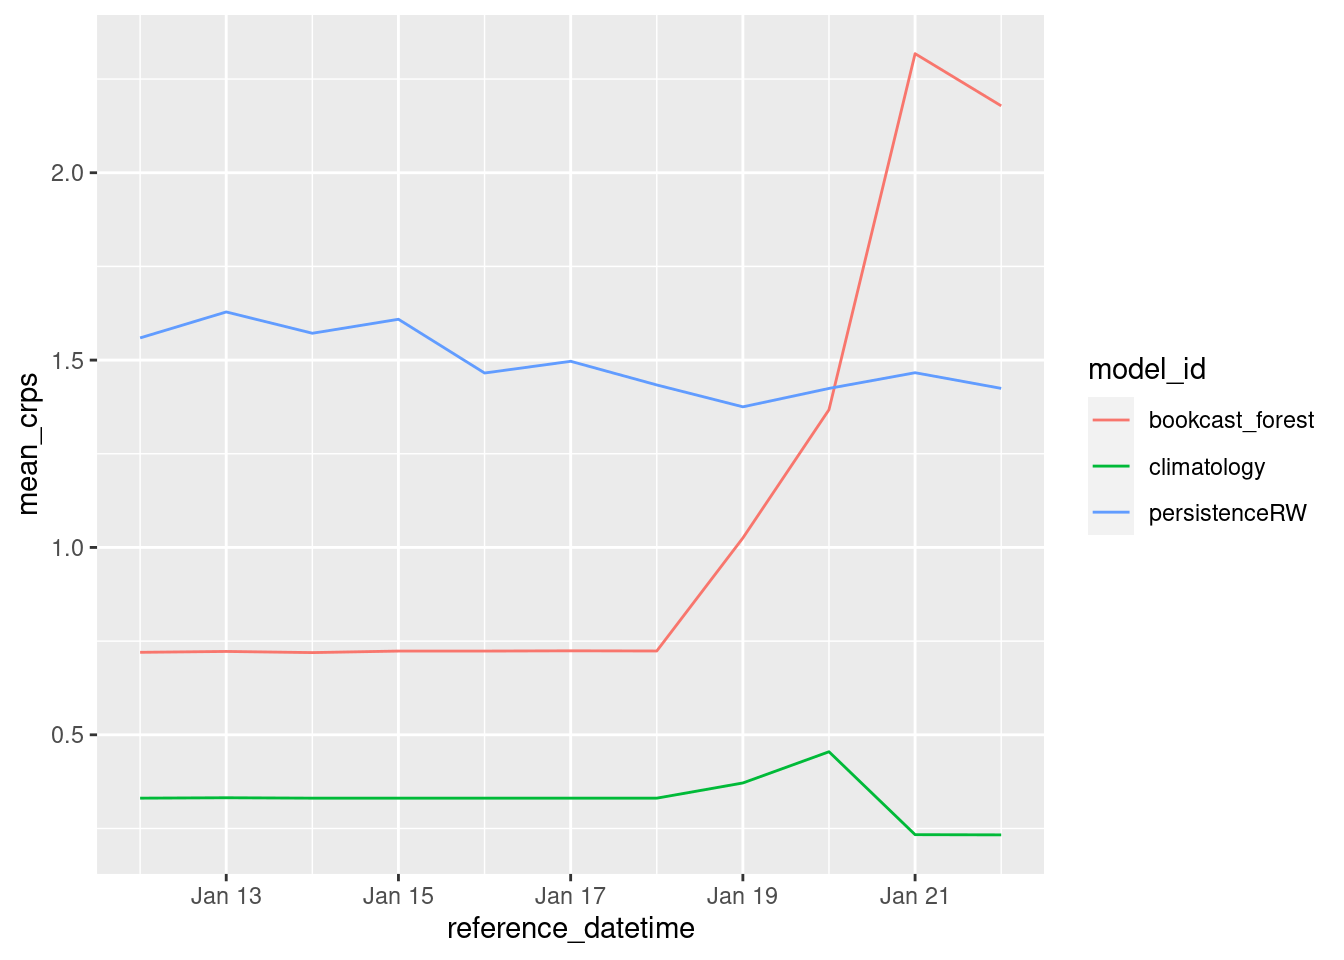 mean_crps
2.0
1.5
1.0
0.5
Jan 13
Jan 15
Jan 17
Jan 19
Jan 21
reference_datetime
model_id
bookcast_forest
climatology
persistenceRW